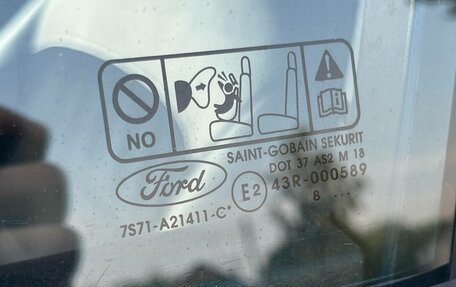 NO
SAINT-GOBAIN SEKURIT
DOT 37 AS2 M 18
Ford
E2
43R-000589
7S71-A21411-C
8 ...